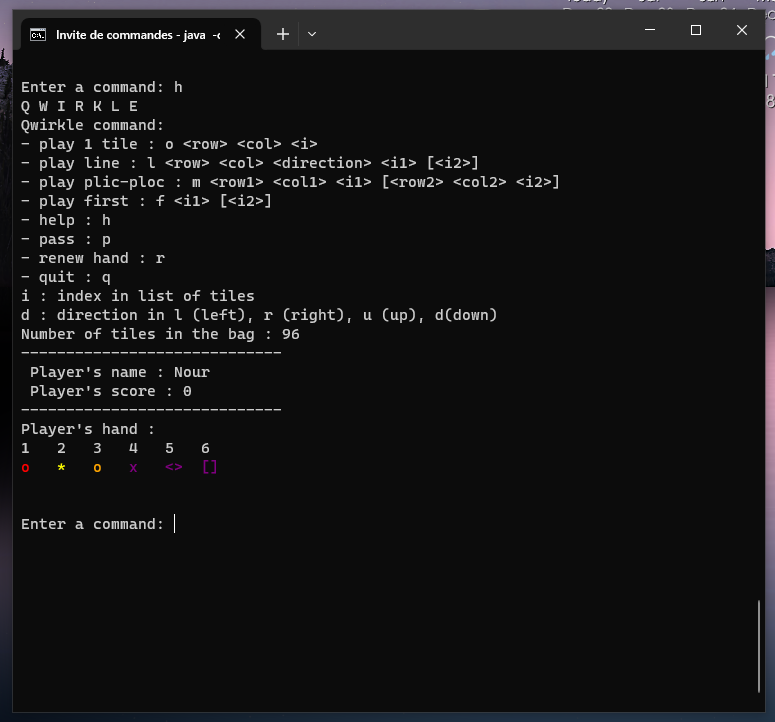 Invite de commandes - java -c
Enter a command: h
Q W I R K L E
Qwirkle command:
- play 1 tile : o <row> <col> <i>
- play line : l <row> <col> <direction> <i1> [<i2>]
- play plic-ploc : m <row1> <col1> <i1> [<row2> <col2> <i2>]
- play first : f <i1> [<i2>]
- help : h
- pass : p
- renew hand : r
- quit : q
i : index in list of tiles
d : direction in l (left), r (right), u (up), d(down)
Number of tiles in the bag : 96
-----------------------------
Player's name : Nour
Player's score : 0
-----------------------------
Player's hand :
1 2 3 4 5 6
o * o x <> []
Enter a command: